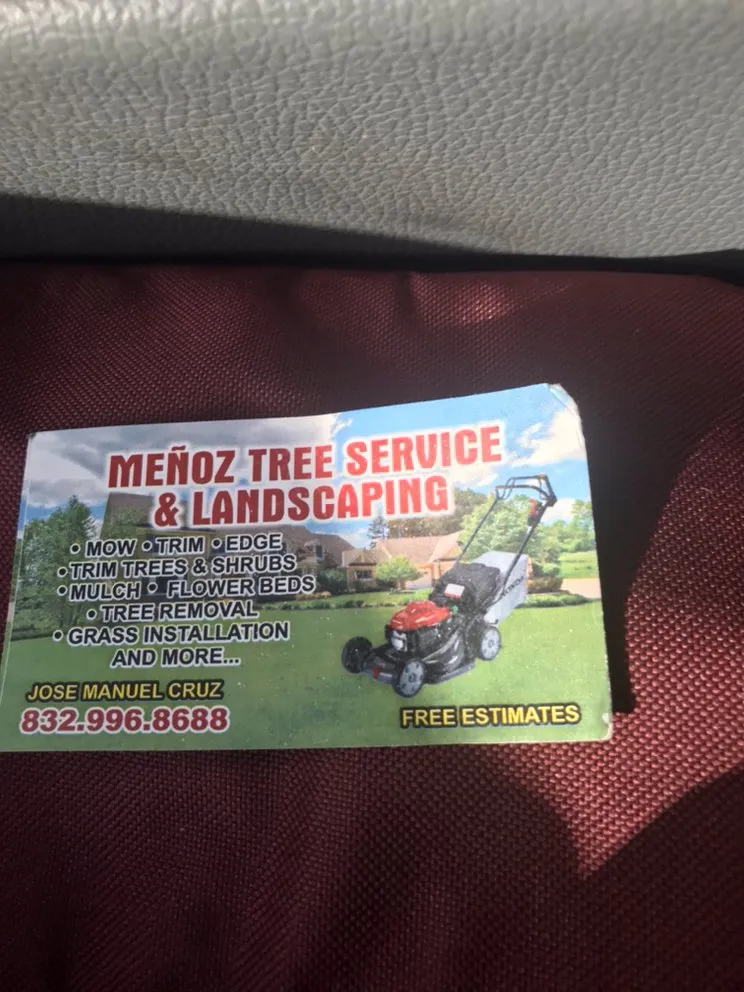 MEÑOZ TREE SERVICE
& LANDSCAPING
• MOW • TRIM • EDGE
• TRIM TREES & SHRUBS
• MULCH • FLOWER BEDS
• TREE REMOVAL
• GRASS INSTALLATION
AND MORE...
JOSE MANUEL CRUZ
832.996.8688
FREE ESTIMATES